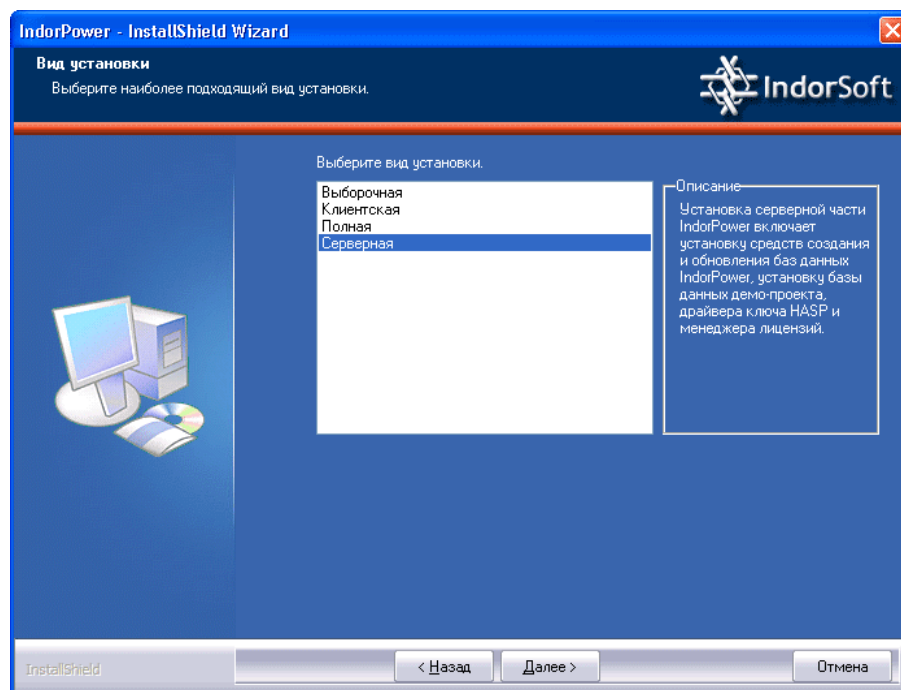 IndorPower - InstallShield Wizard
Вид установки
Выберите наиболее подходящий вид установки.
IndorSoft
Выберите вид установки.
Выборочная
Клиентская
Полная
Серверная
Описание
Установка серверной части
IndorPower включает
установку средств создания
и обновления баз данных
IndorPower, установку базы
данных демо-проекта,
драйвера ключа HASP и
менеджера лицензий.
InstallShield
< Назад
Далее >
Отмена